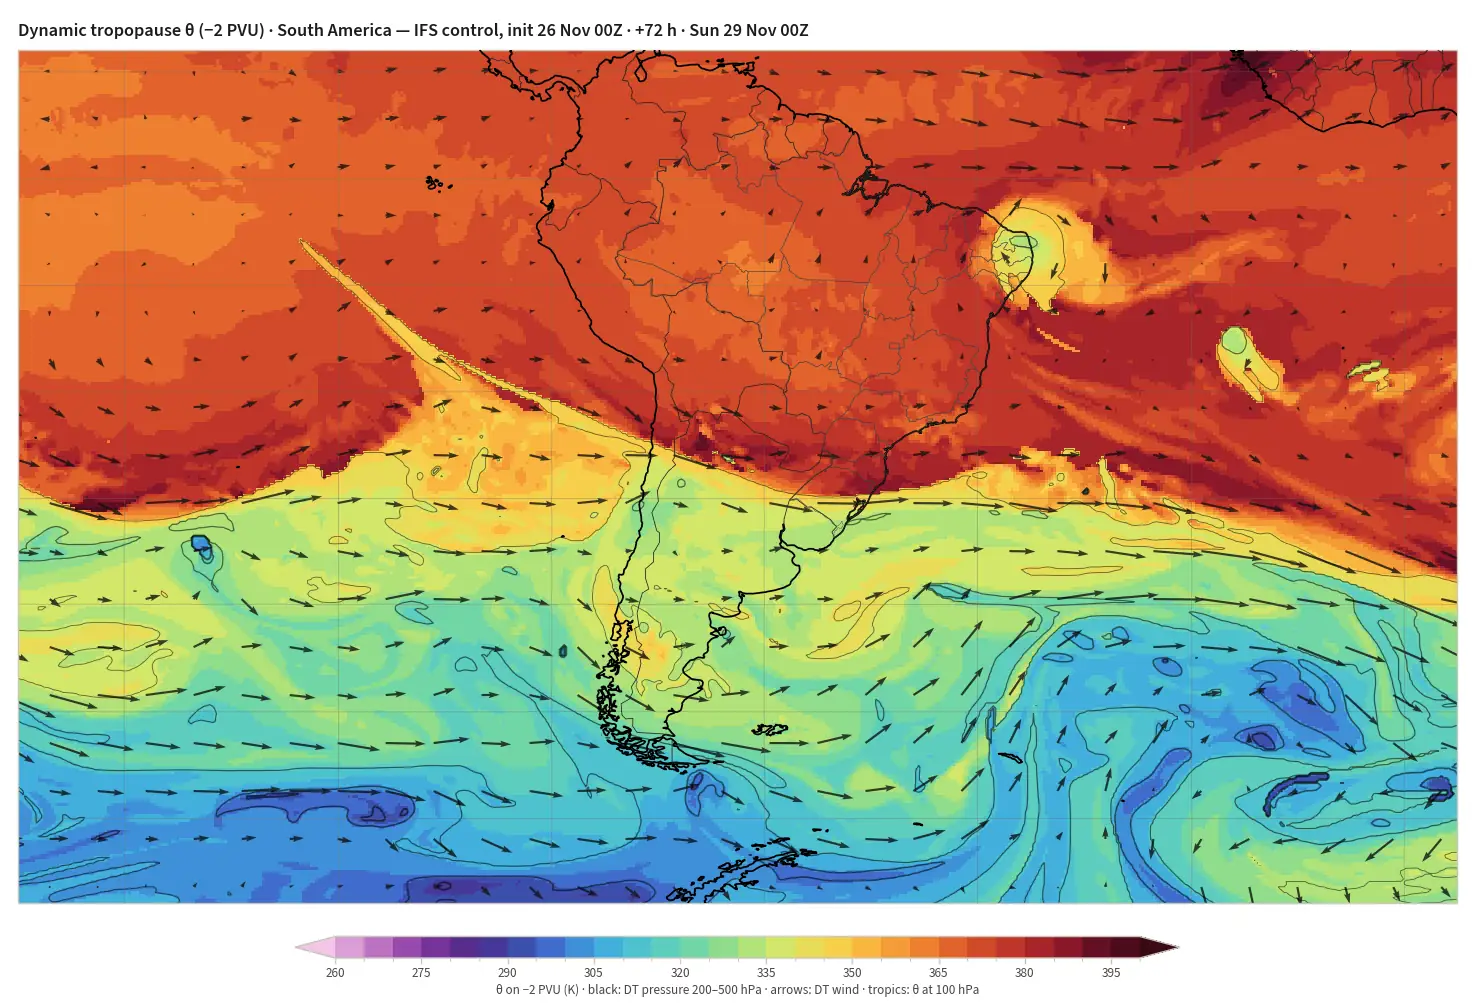 Dynamic tropopause θ (−2 PVU) · South America — IFS control, init 26 Nov 00Z · +72 h · Sun 29 Nov 00Z
260 275 290 305 320 335 350 365 380 395
θ on −2 PVU (K) · black: DT pressure 200–500 hPa · arrows: DT wind · tropics: θ at 100 hPa